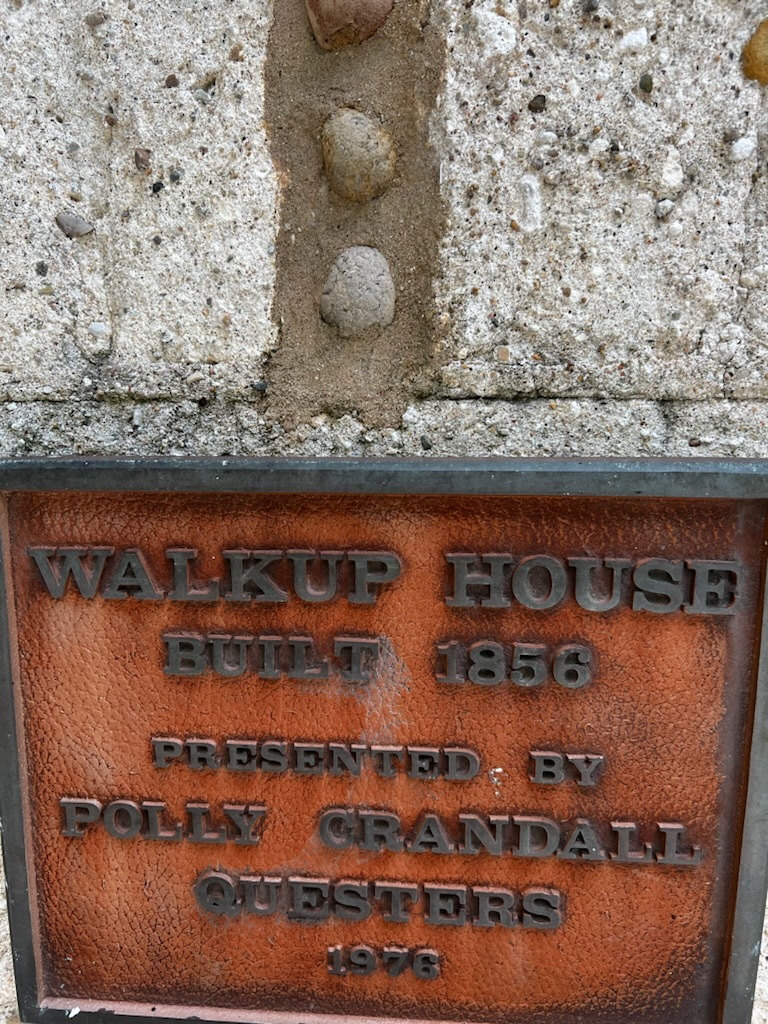 WALKUP HOUSE
BUILT 1856
PRESENTED BY
POLLY CRANDALL
QUESTERS
1976